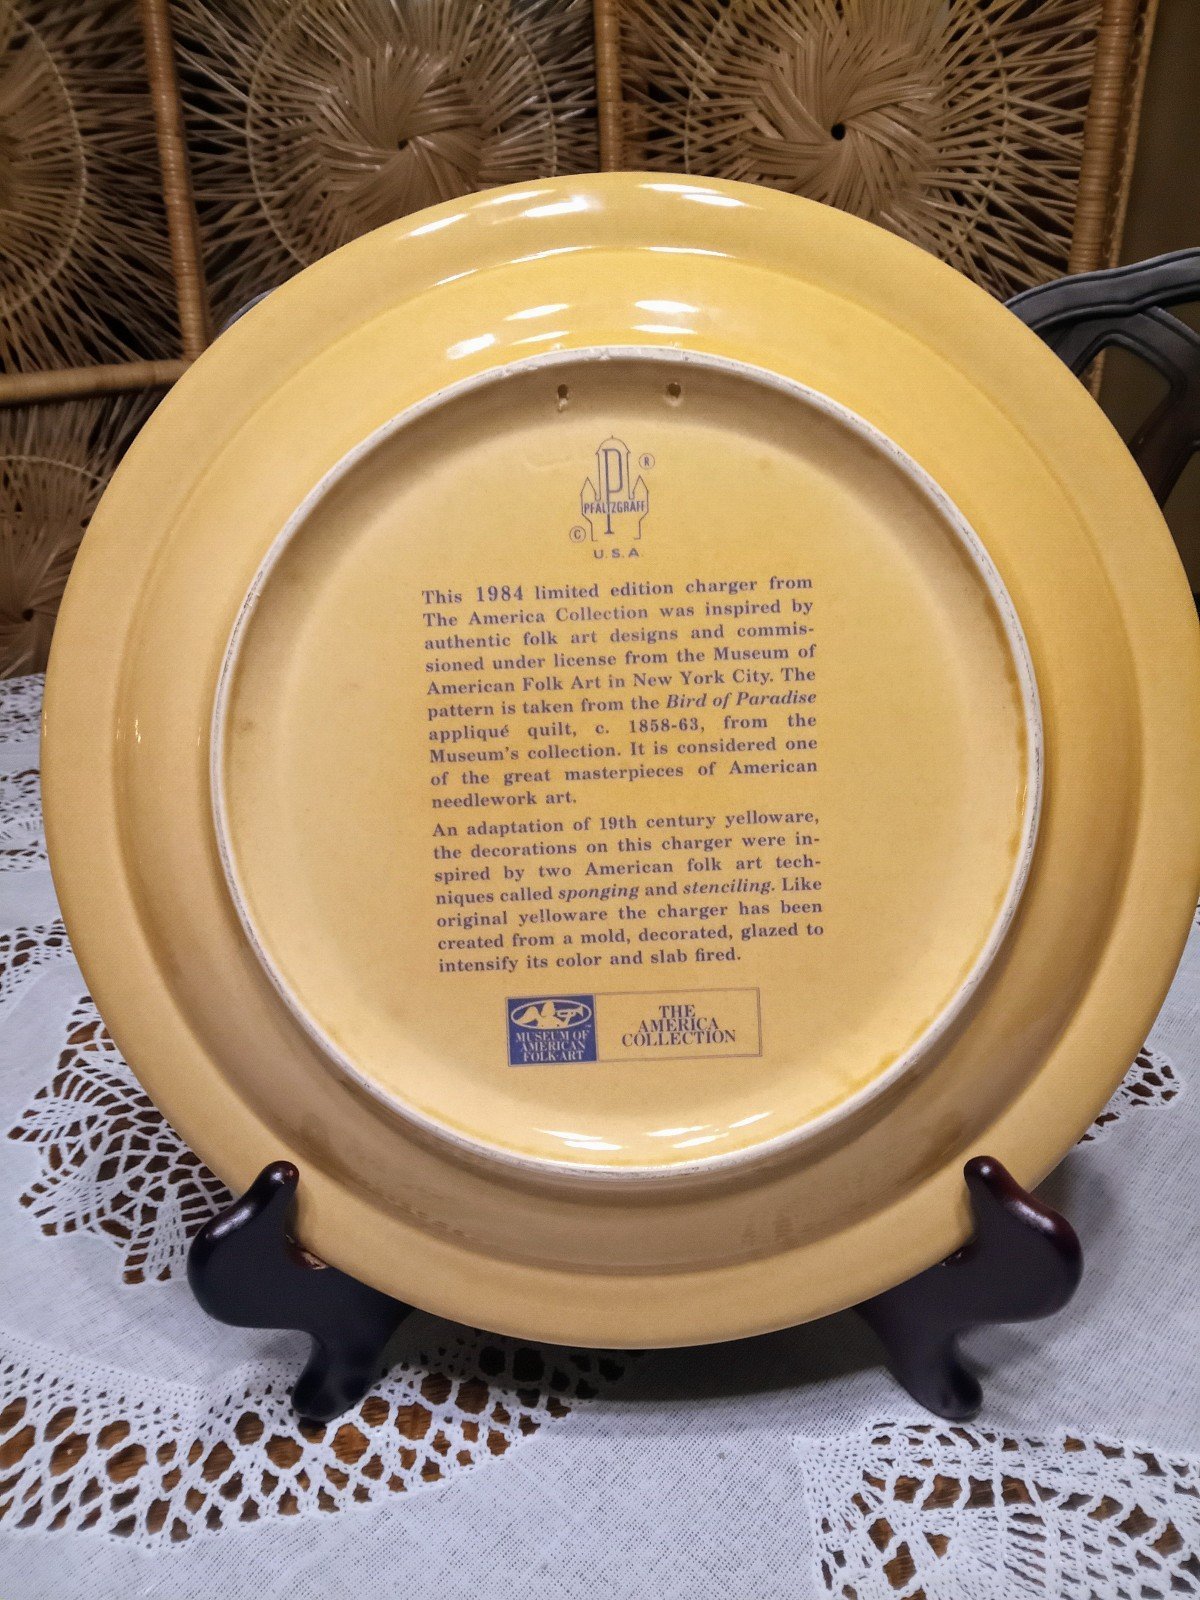 P ®
PFALTZGRAFF
©
U.S.A.
This 1984 limited edition charger from
The America Collection was inspired by
authentic folk art designs and commis-
sioned under license from the Museum of
American Folk Art in New York City. The
pattern is taken from the Bird of Paradise
appliqué quilt, c. 1858-63, from the
Museum's collection. It is considered one
of the great masterpieces of American
needlework art.
An adaptation of 19th century yelloware,
the decorations on this charger were in-
spired by two American folk art tech-
niques called sponging and stenciling. Like
original yelloware the charger has been
created from a mold, decorated, glazed to
intensify its color and slab fired.
MUSEUM OF
AMERICAN
FOLK·ART
THE
AMERICA
COLLECTION